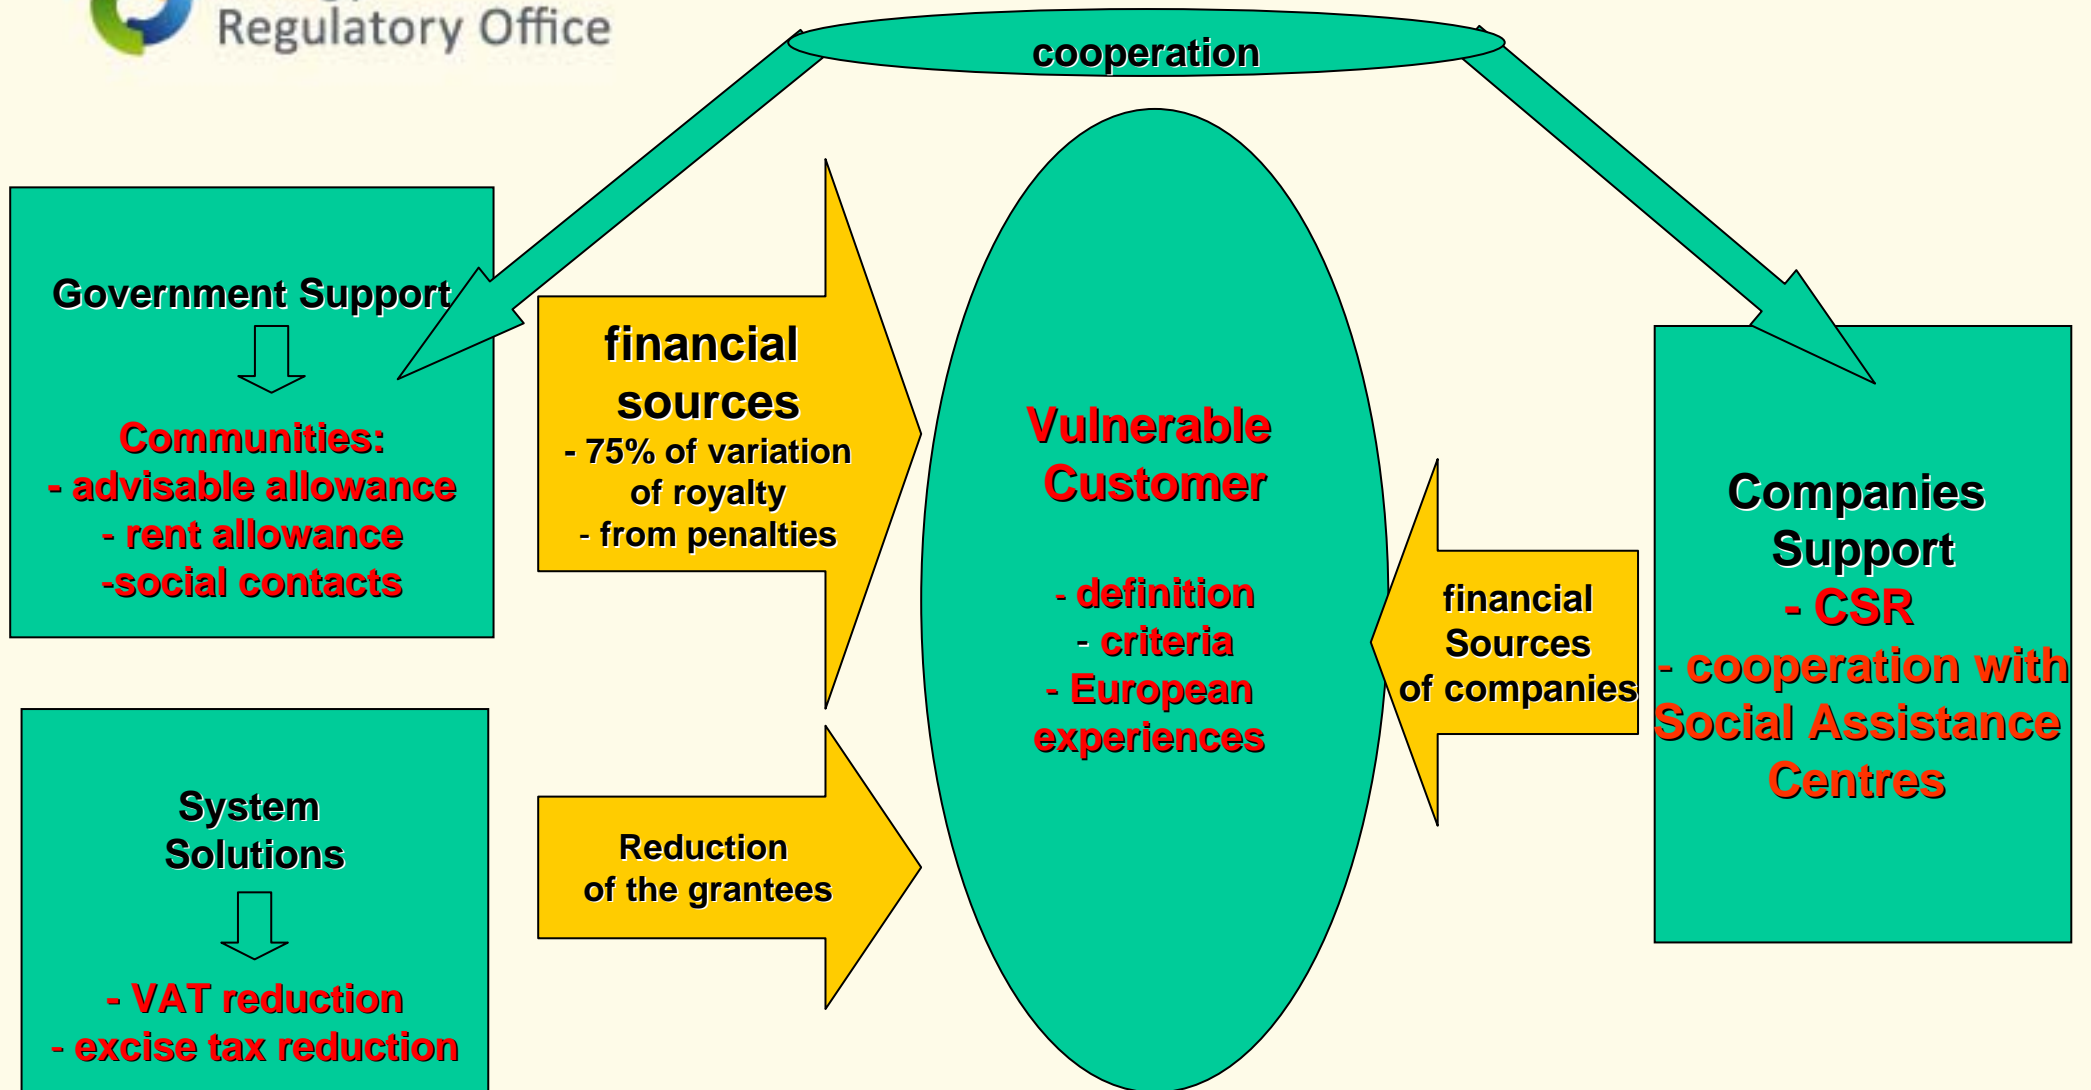 Regulatory Office
cooperation
Government Support
Communities:
- advisable allowance
- rent allowance
-social contacts
financial
sources
- 75% of variation
of royalty
- from penalties
Vulnerable
Customer
- definition
- criteria
- European
experiences
financial
Sources
of companies
Companies
Support
- CSR
- cooperation with
Social Assistance
Centres
System
Solutions
- VAT reduction
- excise tax reduction
Reduction
of the grantees